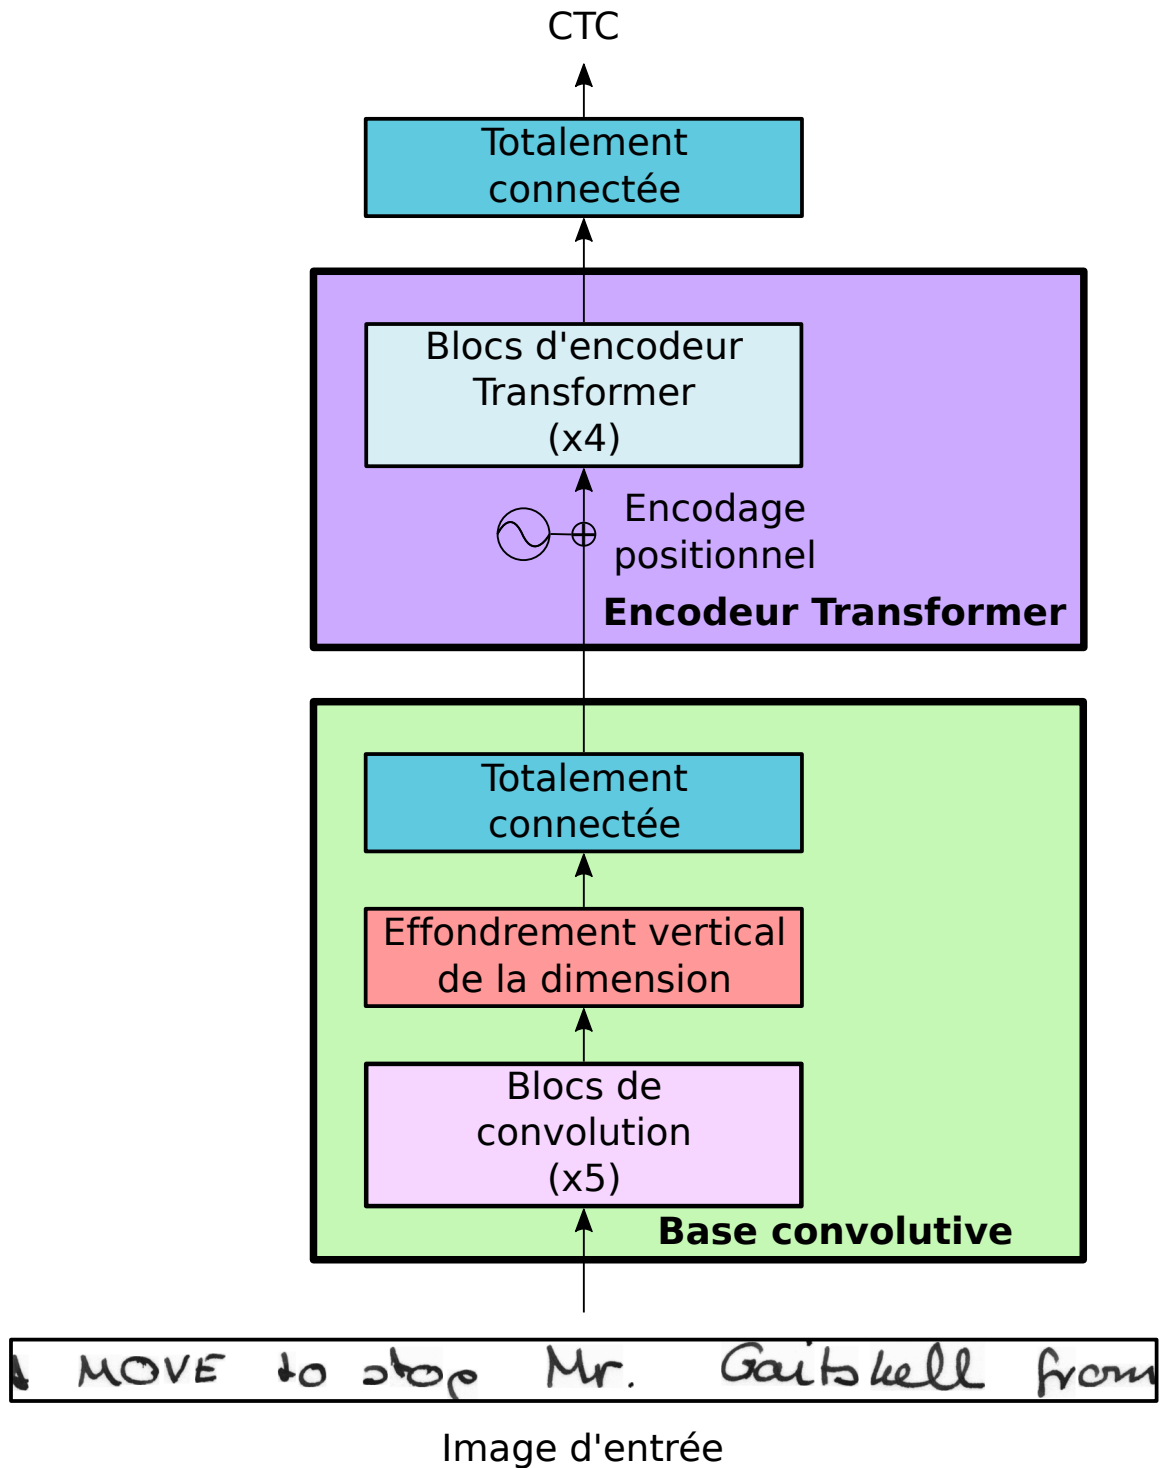 CTC
Totalement
connectée
Blocs d'encodeur
Transformer
(x4)
Encodage
positionnel
Encodeur Transformer
Totalement
connectée
Effondrement vertical
de la dimension
Blocs de
convolution
(x5)
Base convolutive
MOVE to stop Mr. Gaitskell from
Image d'entrée